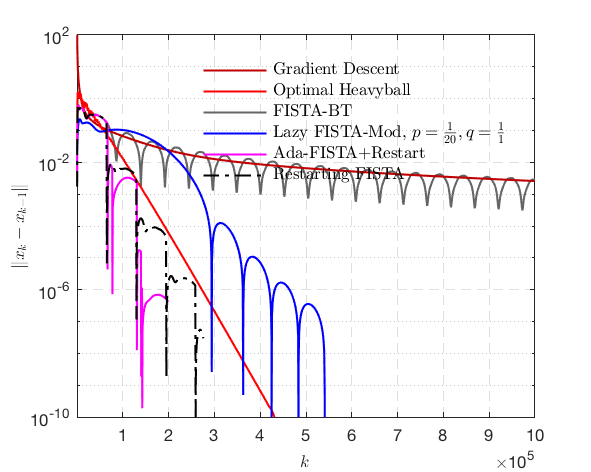 10^2
10^-2
10^-6
10^-10
||x_k − x_{k−1}||
Gradient Descent
Optimal Heavyball
FISTA-BT
Lazy FISTA-Mod, p = 1/20, q = 1/1
Ada-FISTA+Restart
Restarting FISTA
1 2 3 4 5 6 7 8 9 10
k
×10^5